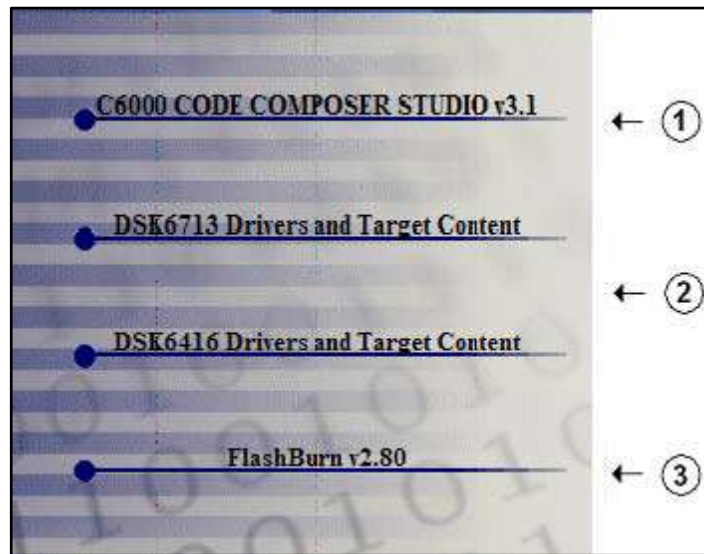 C6000 CODE COMPOSER STUDIO v3.1
1
DSK6713 Drivers and Target Content
2
DSK6416 Drivers and Target Content
FlashBurn v2.80
3